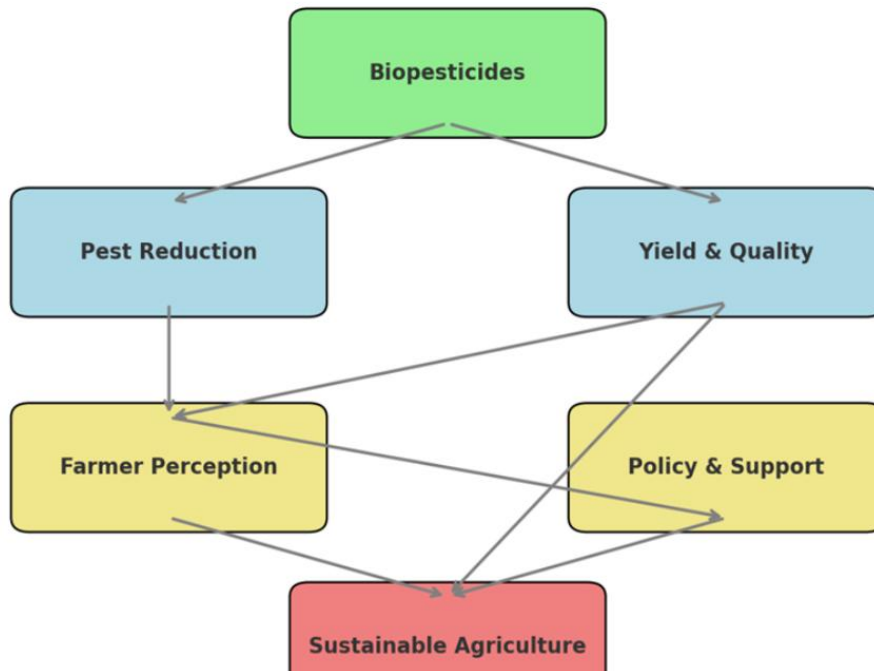 Biopesticides
Pest Reduction
Yield & Quality
Farmer Perception
Policy & Support
Sustainable Agriculture